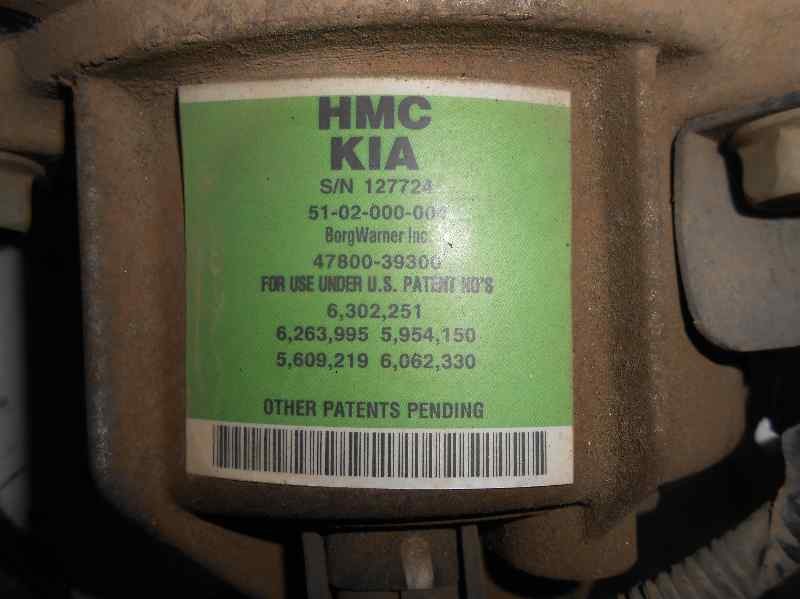 HMC
KIA
S/N 127724
51-02-000-004
BorgWarner Inc.
47800-39300
FOR USE UNDER U.S. PATENT NO'S
6,302,251
6,263,995 5,954,150
5,609,219 6,062,330
OTHER PATENTS PENDING